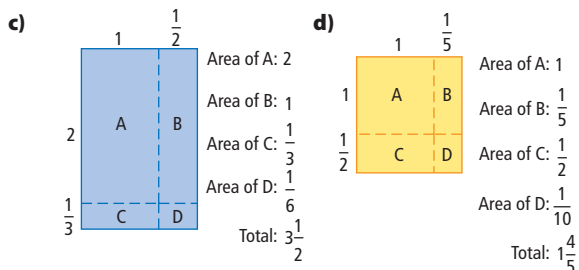 c)
1 1/2
2
1/3
A B
C D
Area of A: 2
Area of B: 1
Area of C: 1/3
Area of D: 1/6
Total: 3 1/2
d)
1 1/5
1
1/2
A B
C D
Area of A: 1
Area of B: 1/5
Area of C: 1/2
Area of D: 1/10
Total: 1 4/5